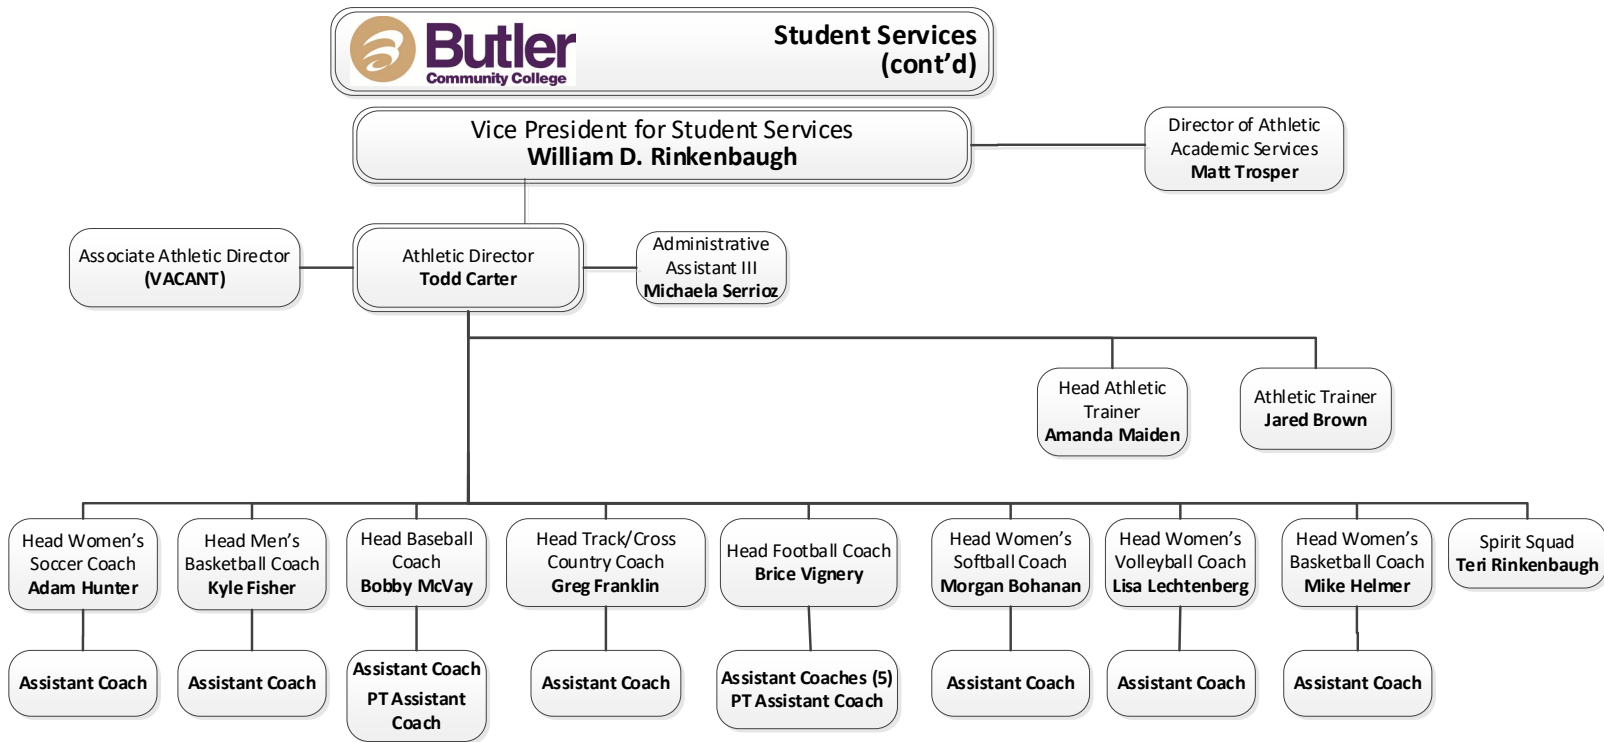 Butler
Community College
Student Services
(cont’d)
Vice President for Student Services
William D. Rinkenbaugh
Director of Athletic
Academic Services
Matt Trosper
Associate Athletic Director
(VACANT)
Athletic Director
Todd Carter
Administrative
Assistant III
Michaela Serrioz
Head Athletic
Trainer
Amanda Maiden
Athletic Trainer
Jared Brown
Head Women’s
Soccer Coach
Adam Hunter
Head Men’s
Basketball Coach
Kyle Fisher
Head Baseball
Coach
Bobby McVay
Head Track/Cross
Country Coach
Greg Franklin
Head Football Coach
Brice Vignery
Head Women’s
Softball Coach
Morgan Bohanan
Head Women’s
Volleyball Coach
Lisa Lechtenberg
Head Women’s
Basketball Coach
Mike Helmer
Spirit Squad
Teri Rinkenbaugh
Assistant Coach
Assistant Coach
Assistant Coach
PT Assistant
Coach
Assistant Coach
Assistant Coaches (5)
PT Assistant Coach
Assistant Coach
Assistant Coach
Assistant Coach